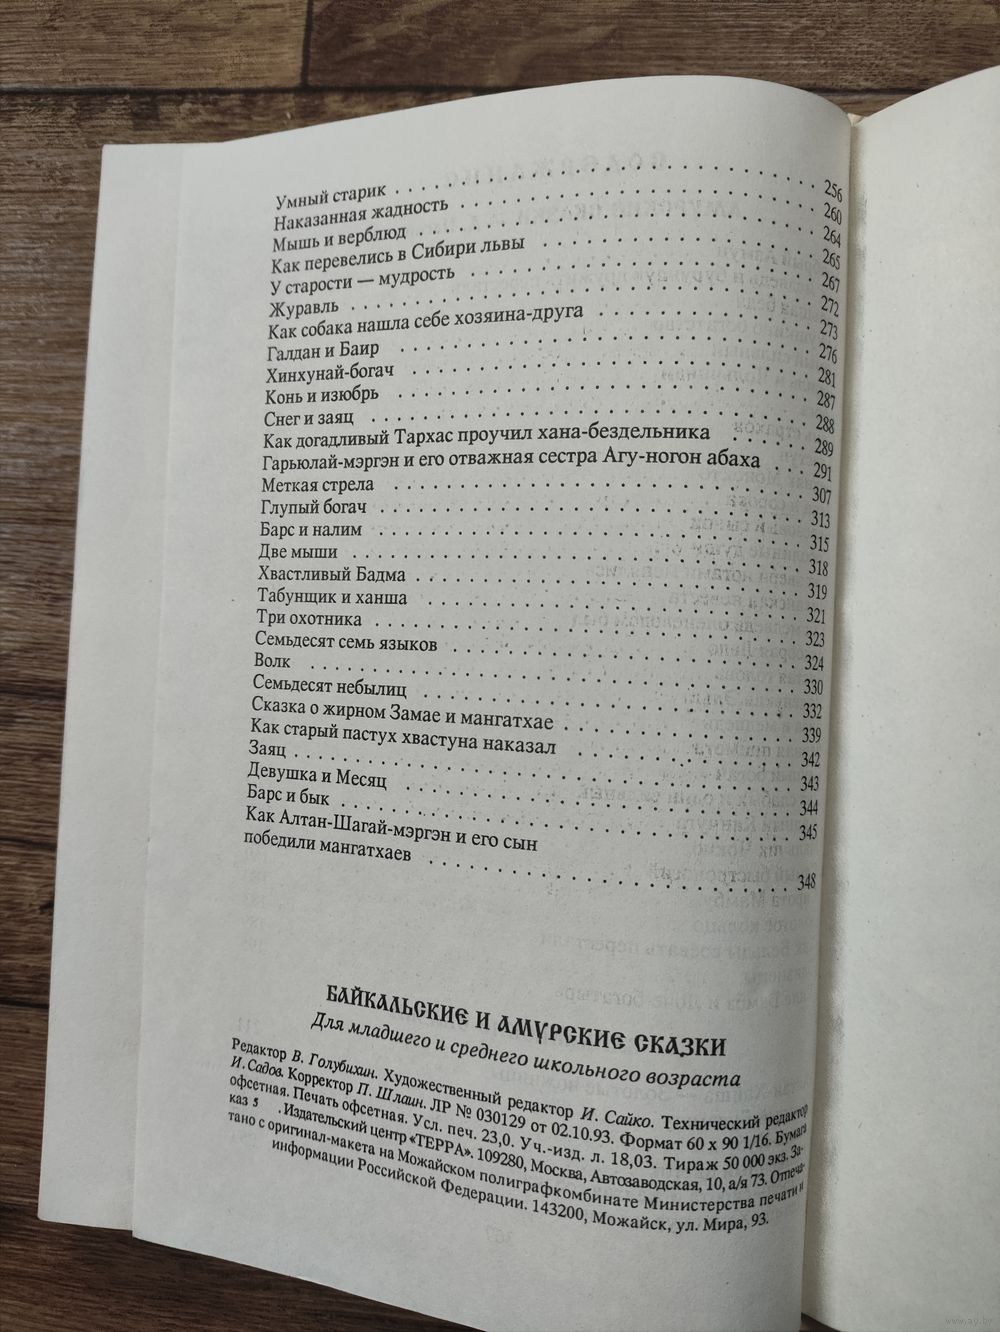 Умный старик . . . . . 256
Наказанная жадность . . . . . 260
Мышь и верблюд . . . . . 264
Как перевелись в Сибири львы . . . . . 265
У старости — мудрость . . . . . 267
Журавль . . . . . 272
Как собака нашла себе хозяина-друга . . . . . 273
Галдан и Баир . . . . . 276
Хинхунай-богач . . . . . 281
Конь и изюбрь . . . . . 287
Снег и заяц . . . . . 288
Как догадливый Тархас проучил хана-бездельника . . . . . 289
Гарьюлай-мэргэн и его отважная сестра Агу-ногон абаха . . . 291
Меткая стрела . . . . . 307
Глупый богач . . . . . 313
Барс и налим . . . . . 315
Две мыши . . . . . 318
Хвастливый Бадма . . . . . 319
Табунщик и ханша . . . . . 321
Три охотника . . . . . 323
Семьдесят семь языков . . . . . 324
Волк . . . . . 330
Семьдесят небылиц . . . . . 332
Сказка о жирном Замае и мангатхае . . . . . 339
Как старый пастух хвастуна наказал . . . . . 342
Заяц . . . . . 343
Девушка и Месяц . . . . . 344
Барс и бык . . . . . 345
Как Алтан-Шагай-мэргэн и его сын
победили мангатхаев . . . . . 348
БАЙКАЛЬСКИЕ И АМУРСКИЕ СКАЗКИ
Для младшего и среднего школьного возраста
Редактор В. Голубихин. Художественный редактор И. Сайко. Технический редактор
И. Садов. Корректор П. Шлаин. ЛР № 030129 от 02.10.93. Формат 60 х 90 1/16. Бумага
офсетная. Печать офсетная. Усл. печ. 23,0. Уч.-изд. л. 18,03. Тираж 50 000 экз. За-
каз 5 . Издательский центр «ТЕРРА». 109280, Москва, Автозаводская, 10, а/я 73. Отпеча-
тано с оригинал-макета на Можайском полиграфкомбинате Министерства печати и
информации Российской Федерации. 143200, Можайск, ул. Мира, 93.
www.ay.by